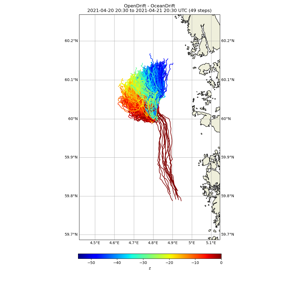 OpenDrift - OceanDrift
2021-04-20 20:30 to 2021-04-21 20:30 UTC (49 steps)
60.2°N 60.2°N
60.1°N 60.1°N
60°N 60°N
59.9°N 59.9°N
59.8°N 59.8°N
59.7°N 59.7°N
4.5°E 4.6°E 4.7°E 4.8°E 4.9°E 5°E 5.1°E
−50 −40 −30 −20 −10 0
z